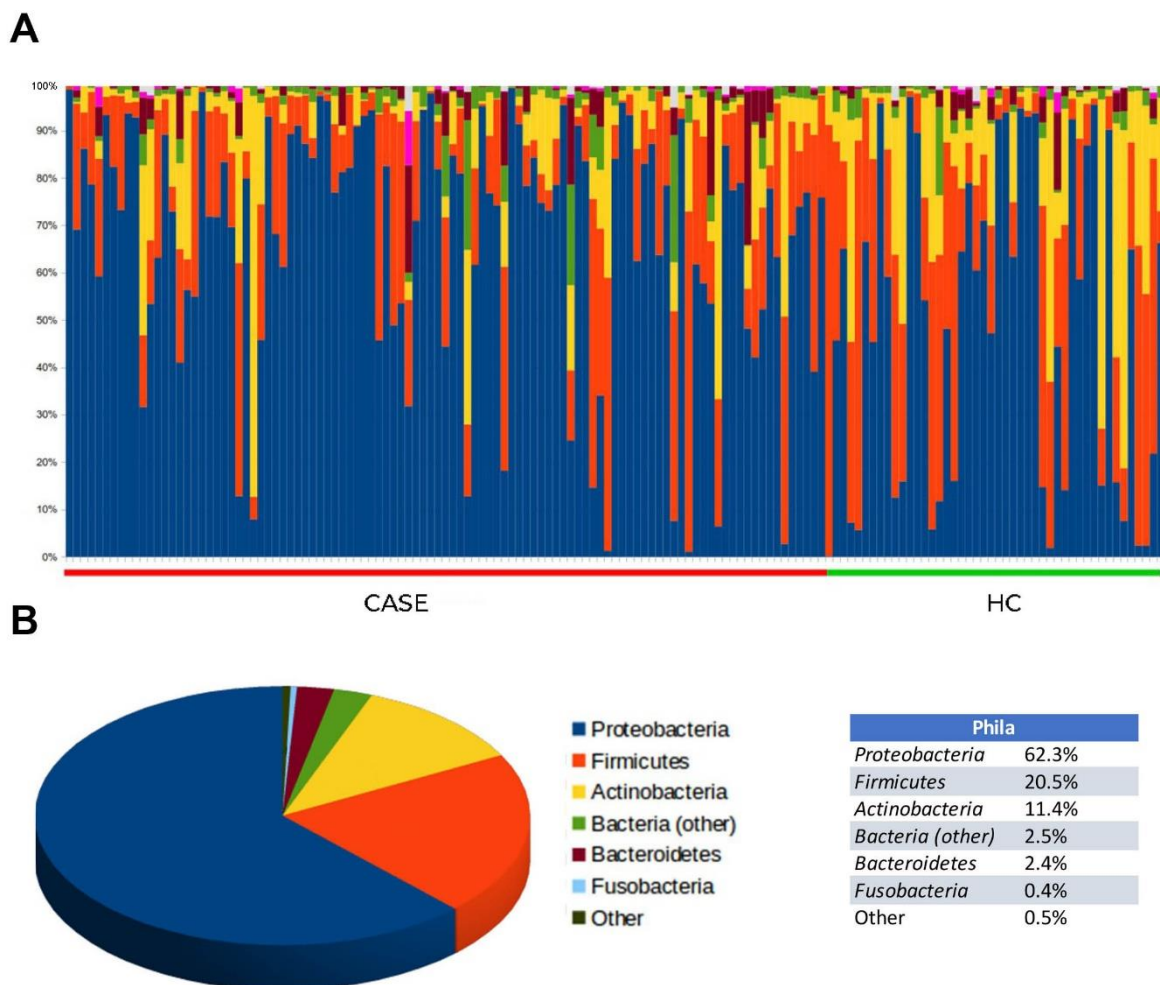 A
100%
90%
80%
70%
60%
50%
40%
30%
20%
10%
0%
CASE
HC
B
Proteobacteria
Firmicutes
Actinobacteria
Bacteria (other)
Bacteroidetes
Fusobacteria
Other
Phila
Proteobacteria 62.3%
Firmicutes 20.5%
Actinobacteria 11.4%
Bacteria (other) 2.5%
Bacteroidetes 2.4%
Fusobacteria 0.4%
Other 0.5%